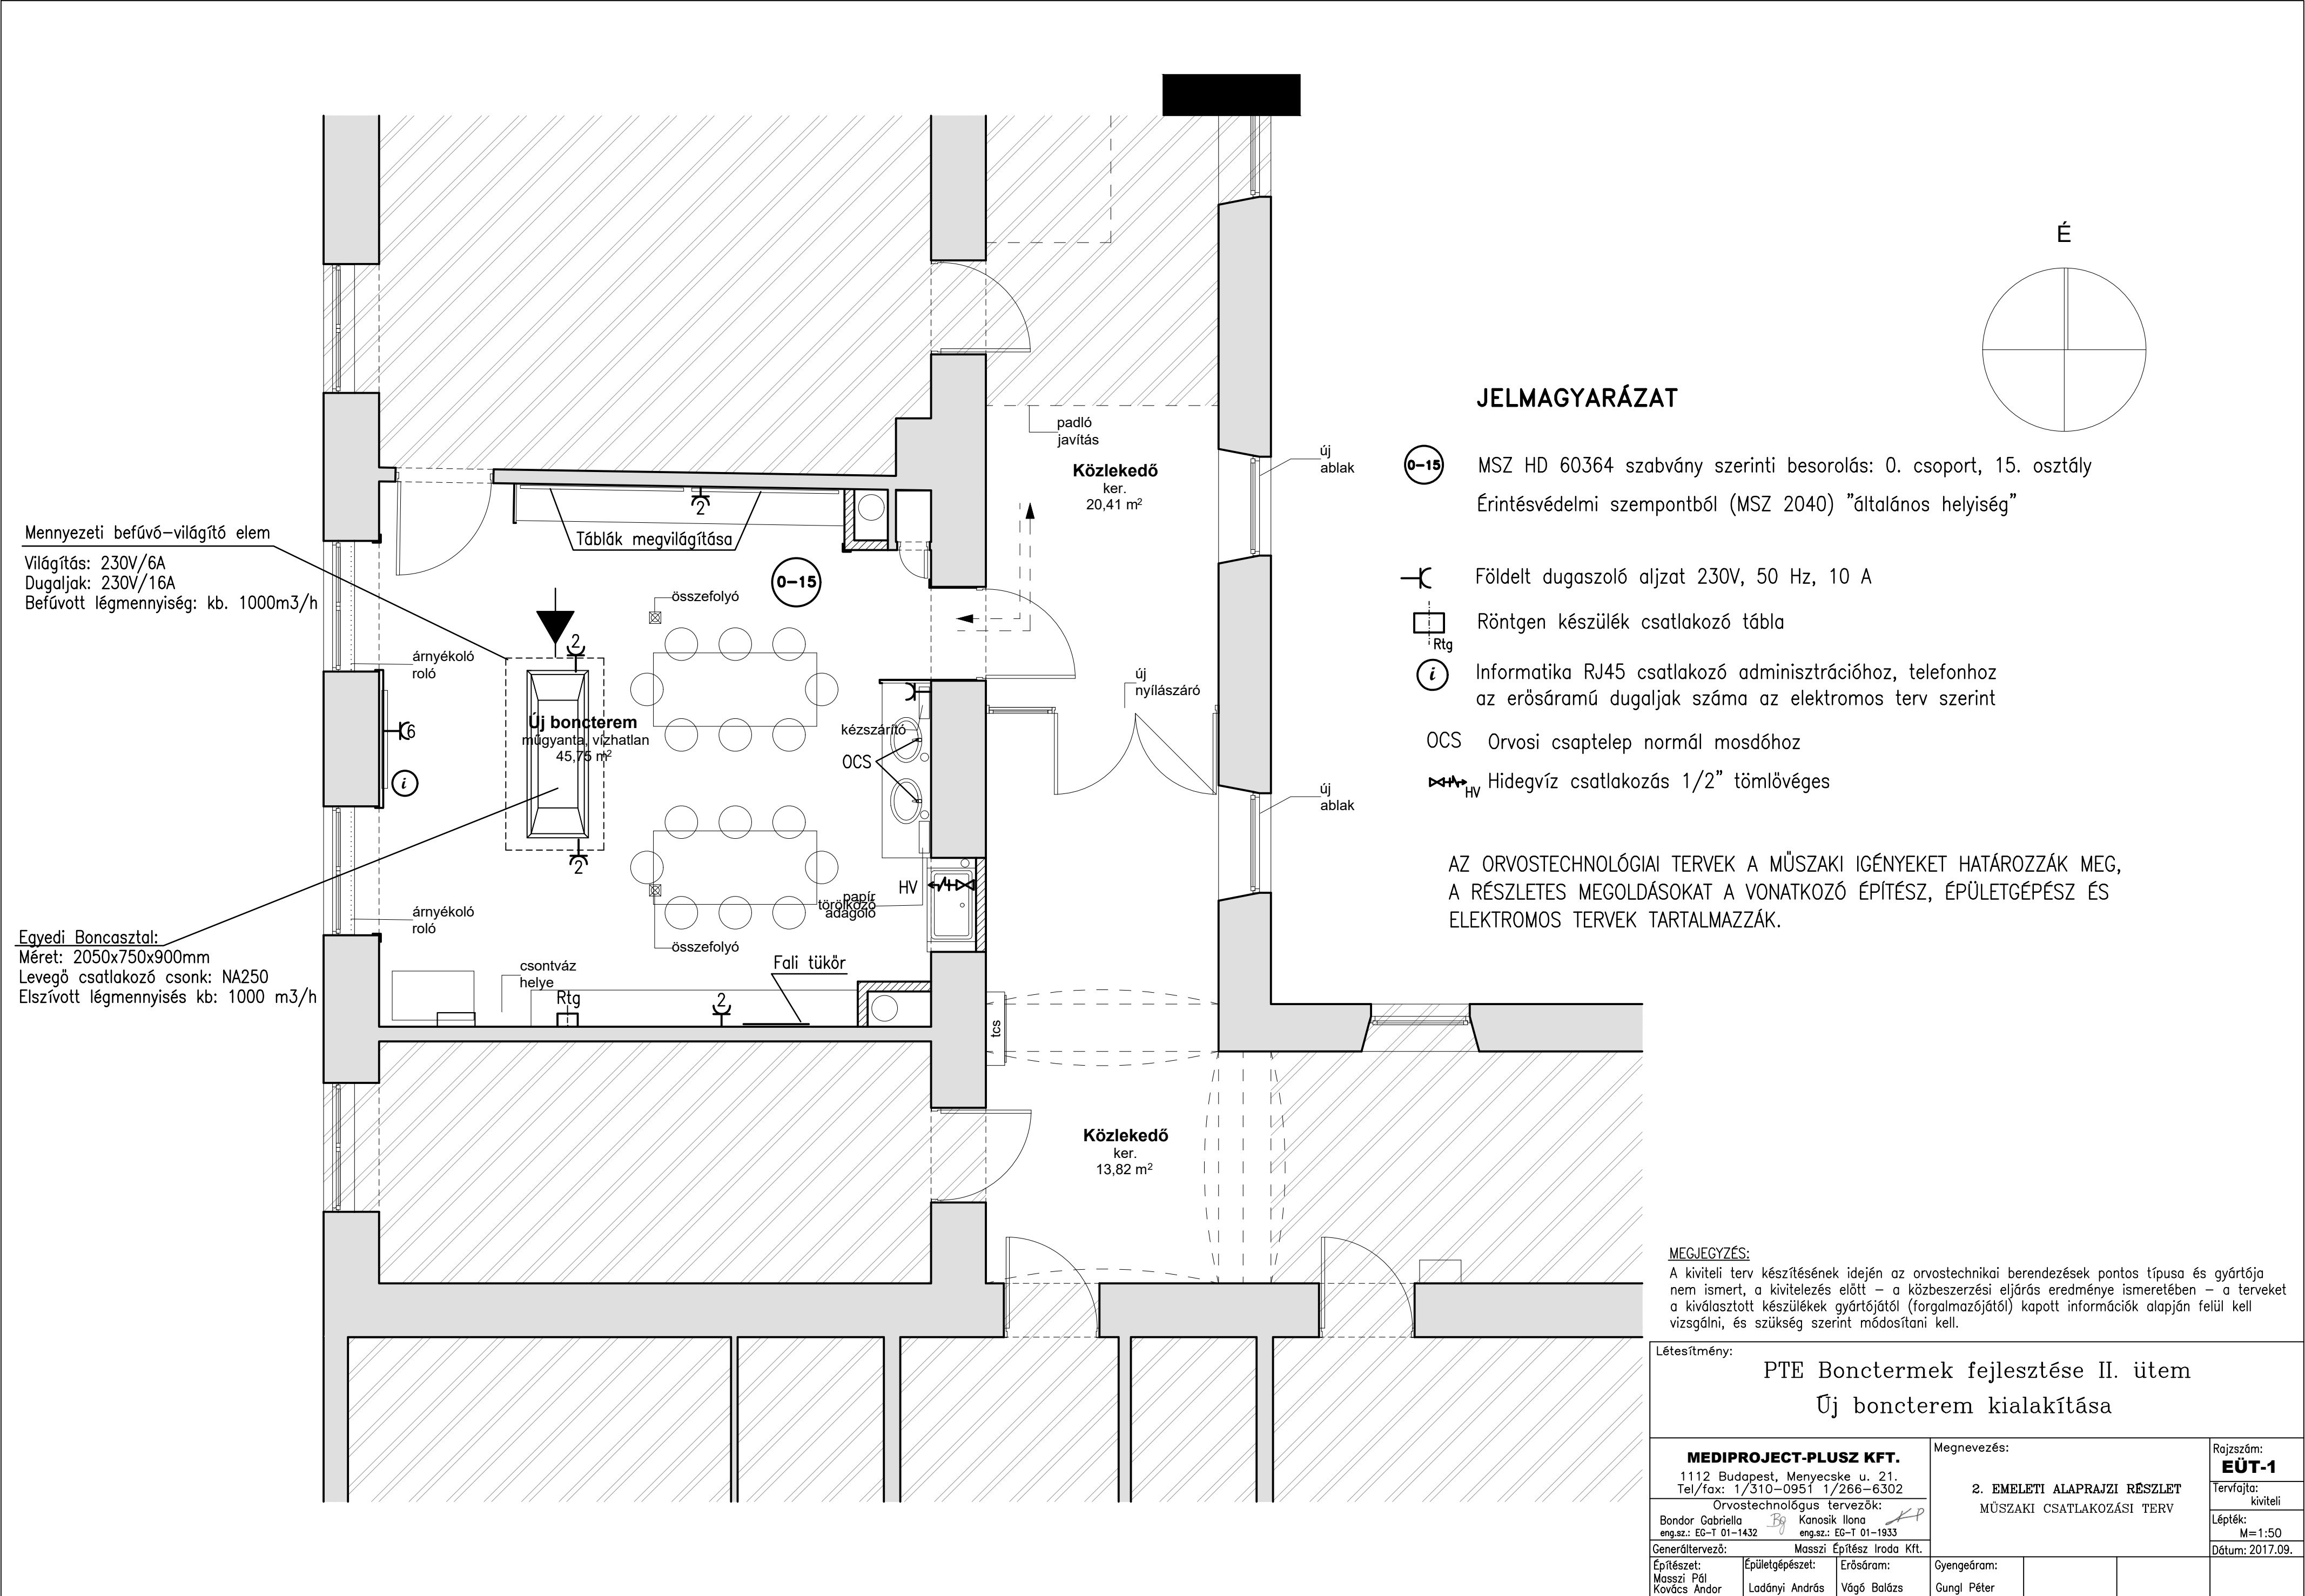 É
JELMAGYARÁZAT
0-15 MSZ HD 60364 szabvány szerinti besorolás: 0. csoport, 15. osztály
Érintésvédelmi szempontból (MSZ 2040) "általános helyiség"
Földelt dugaszoló aljzat 230V, 50 Hz, 10 A
Röntgen készülék csatlakozó tábla
Rtg
i Informatika RJ45 csatlakozó adminisztrációhoz, telefonhoz
az erősáramú dugaljak száma az elektromos terv szerint
OCS Orvosi csaptelep normál mosdóhoz
HV Hidegvíz csatlakozás 1/2" tömlővéges
AZ ORVOSTECHNOLÓGIAI TERVEK A MŰSZAKI IGÉNYEKET HATÁROZZÁK MEG,
A RÉSZLETES MEGOLDÁSOKAT A VONATKOZÓ ÉPÍTÉSZ, ÉPÜLETGÉPÉSZ ÉS
ELEKTROMOS TERVEK TARTALMAZZÁK.
Mennyezeti befúvó-világító elem
Világítás: 230V/6A
Dugaljak: 230V/16A
Befúvott légmennyiség: kb. 1000m3/h
Egyedi Boncasztal:
Méret: 2050x750x900mm
Levegő csatlakozó csonk: NA250
Elszívott légmennyisés kb: 1000 m3/h
padló
javítás
Közlekedő
ker.
20,41 m2
új
ablak
2
Táblák megvilágítása
0-15
összefolyó
2
árnyékoló
roló
új
nyílászáró
Új boncterem
műgyanta, vízhatlan
45,75 m2
6
i
kézszárító
OCS
új
ablak
2
HV
papír
törölköző
adagoló
árnyékoló
roló
összefolyó
Fali tükör
csontváz
helye
Rtg
2
tcs
Közlekedő
ker.
13,82 m2
MEGJEGYZÉS:
A kiviteli terv készítésének idején az orvostechnikai berendezések pontos típusa és gyártója
nem ismert, a kivitelezés előtt – a közbeszerzési eljárás eredménye ismeretében – a terveket
a kiválasztott készülékek gyártójától (forgalmazójától) kapott információk alapján felül kell
vizsgálni, és szükség szerint módosítani kell.
Létesítmény:
PTE Bonctermek fejlesztése II. ütem
Új boncterem kialakítása
MEDIPROJECT-PLUSZ KFT.
1112 Budapest, Menyecske u. 21.
Tel/fax: 1/310-0951 1/266-6302
Orvostechnológus tervezők:
Bondor Gabriella Bg Kanosik Ilona KP
eng.sz.: EG-T 01-1432 eng.sz.: EG-T 01-1933
Generáltervező: Masszi Építész Iroda Kft.
Megnevezés:
2. EMELETI ALAPRAJZI RÉSZLET
MŰSZAKI CSATLAKOZÁSI TERV
Rajzszám:
EÜT-1
Tervfajta:
kiviteli
Lépték:
M=1:50
Dátum: 2017.09.
Építészet:
Masszi Pál
Kovács Andor
Épületgépészet:
Ladányi András
Erősáram:
Vágó Balázs
Gyengeáram:
Gungl Péter